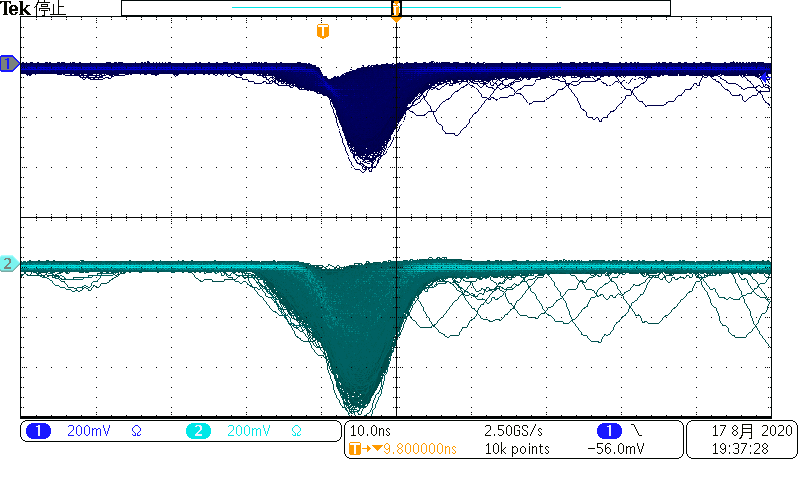 Tek 停止
T
T
1
2
1 200mV Ω 2 200mV Ω
10.0ns 2.50GS/s 1
T→▼9.800000ns 10k points -56.0mV
17 8月 2020
19:37:28